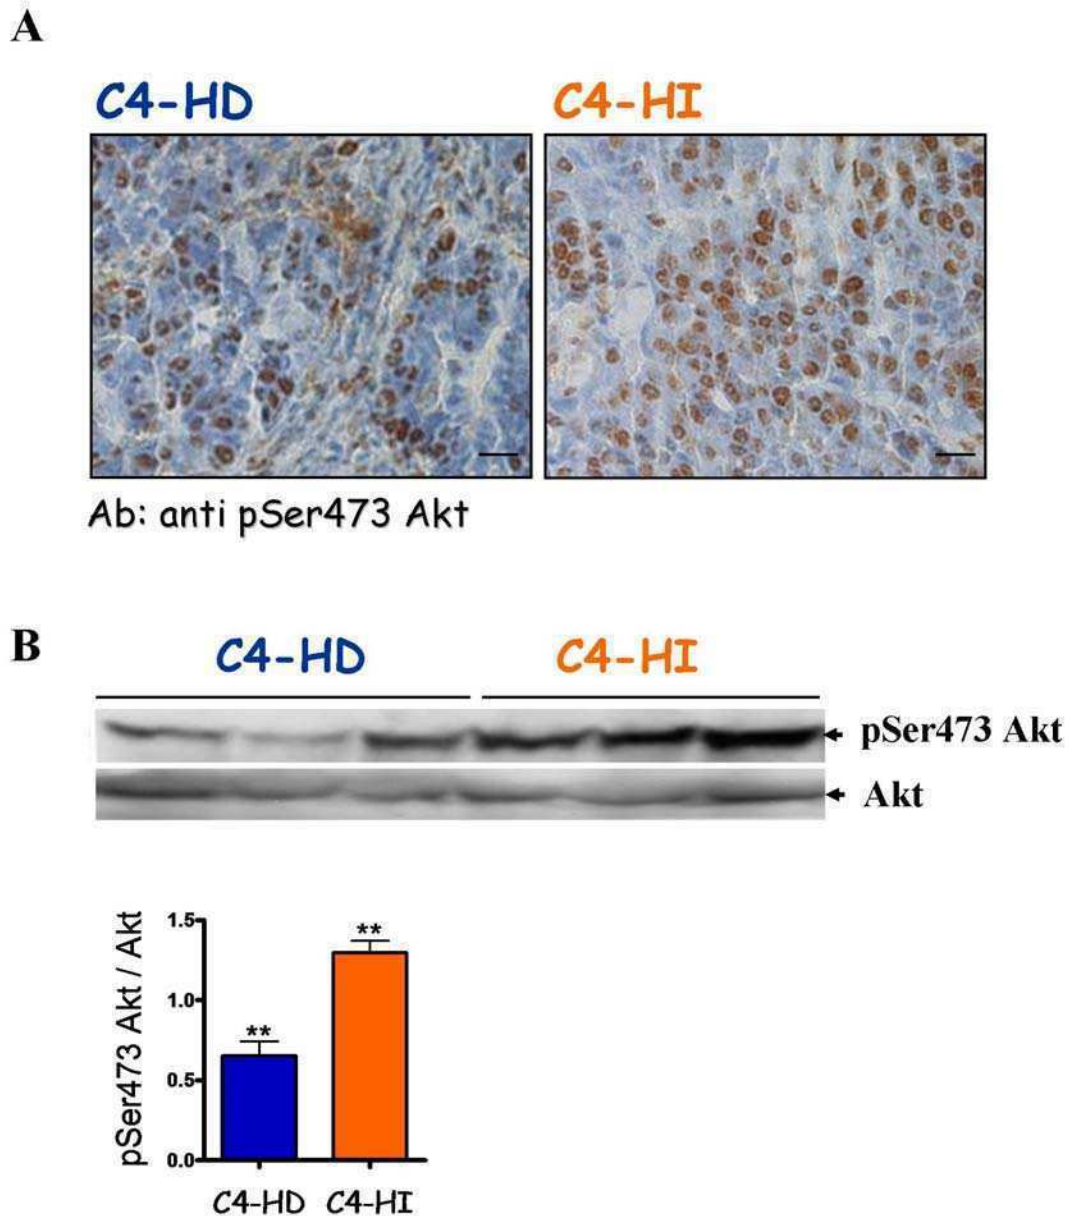 A
C4-HD
C4-HI
Ab: anti pSer473 Akt
B
C4-HD
C4-HI
pSer473 Akt
Akt
pSer473 Akt / Akt
1.5
1.0
0.5
0.0
**
**
C4-HD
C4-HI